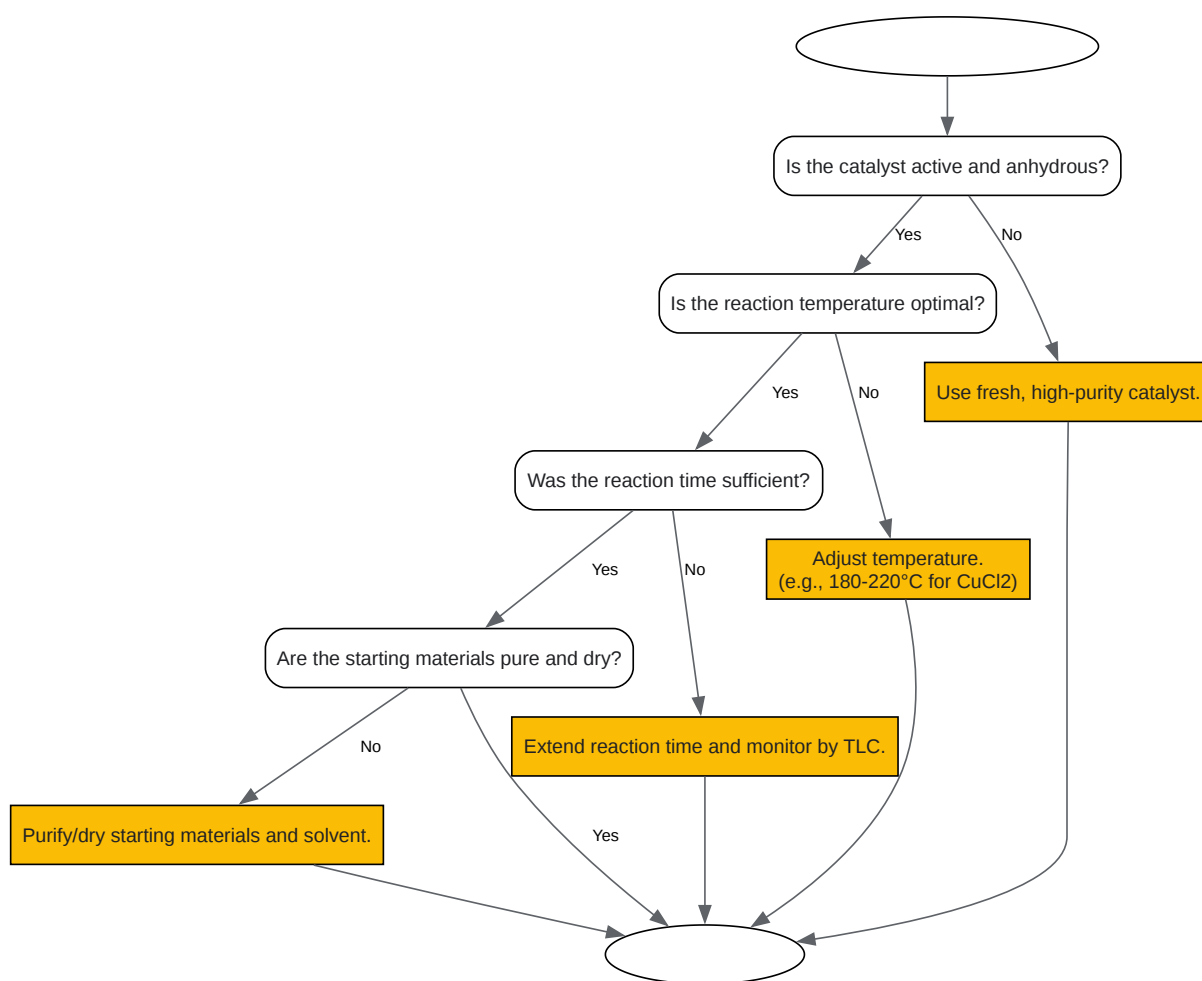 Is the catalyst active and anhydrous?
Yes
No
Is the reaction temperature optimal?
Yes
No
Use fresh, high-purity catalyst.
Was the reaction time sufficient?
Yes
No
Adjust temperature.
(e.g., 180-220°C for CuCl2)
Are the starting materials pure and dry?
No
Extend reaction time and monitor by TLC.
Yes
Purify/dry starting materials and solvent.